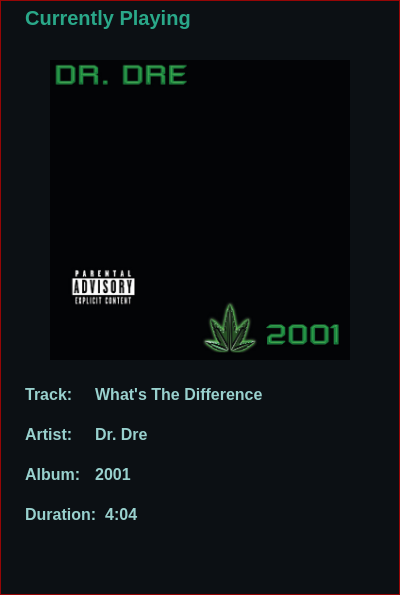 Currently Playing
DR. DRE
PARENTAL
ADVISORY
EXPLICIT CONTENT
2001
Track: What's The Difference
Artist: Dr. Dre
Album: 2001
Duration: 4:04